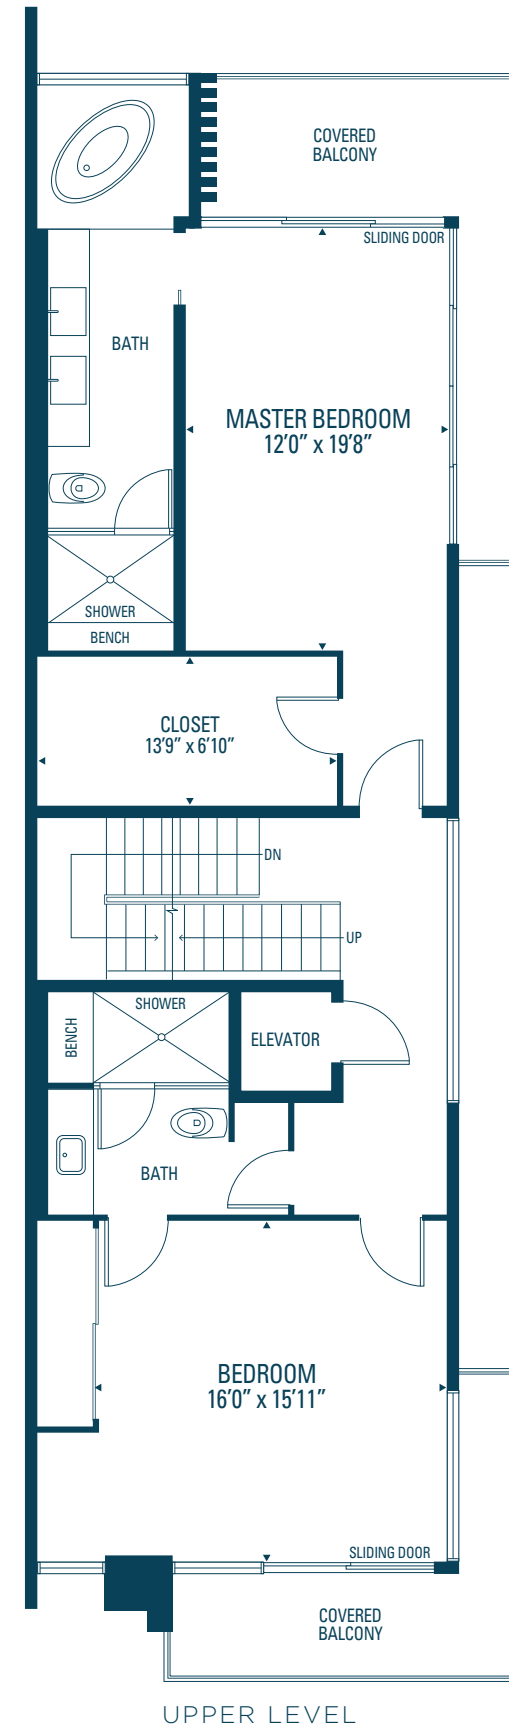 COVERED
BALCONY
SLIDING DOOR
BATH
MASTER BEDROOM
12'0" x 19'8"
SHOWER
BENCH
CLOSET
13'9" x 6'10"
DN
UP
SHOWER
BENCH
ELEVATOR
BATH
BEDROOM
16'0" x 15'11"
SLIDING DOOR
COVERED
BALCONY
UPPER LEVEL